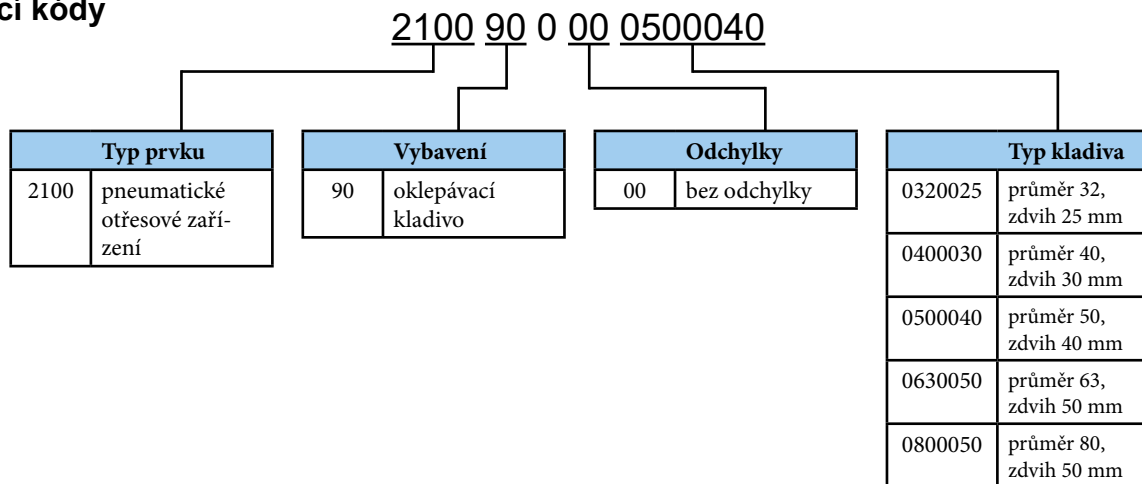 cí kódy
2100 90 0 00 0500040
Typ prvku
2100 pneumatické
otřesové zaří-
zení
Vybavení
90 oklepávací
kladivo
Odchylky
00 bez odchylky
Typ kladiva
0320025 průměr 32,
zdvih 25 mm
0400030 průměr 40,
zdvih 30 mm
0500040 průměr 50,
zdvih 40 mm
0630050 průměr 63,
zdvih 50 mm
0800050 průměr 80,
zdvih 50 mm